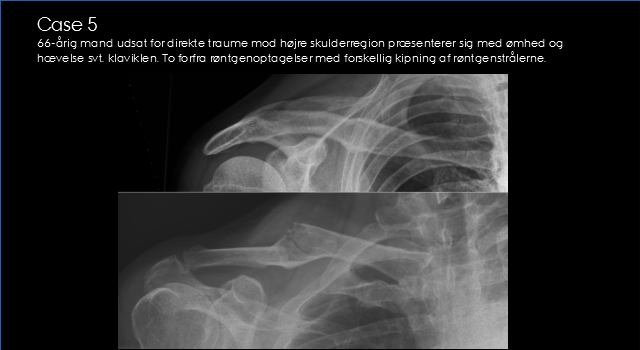 Case 5
66-årig mand udsat for direkte traume mod højre skulderregion præsenterer sig med ømhed og
hævelse svt. klaviklen. To forfra røntgenoptagelser med forskellig kipning af røntgenstrålerne.